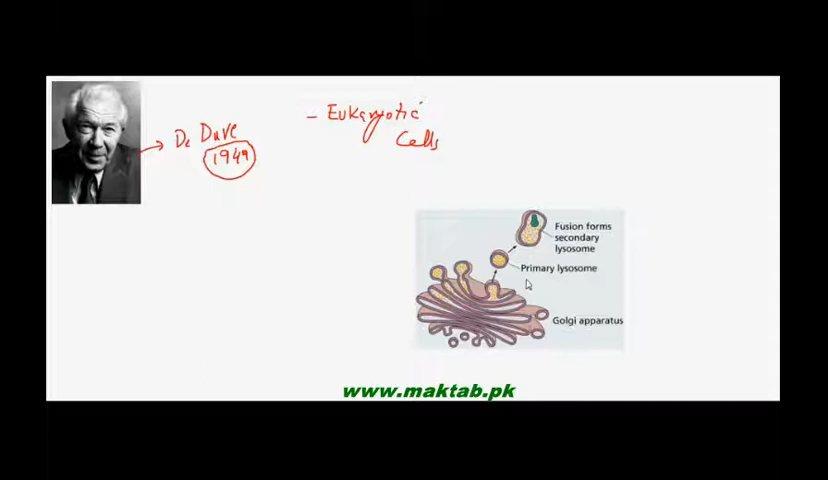 De Duve
1949
- Eukaryotic
Cells
Fusion forms
secondary
lysosome
Primary lysosome
Golgi apparatus
www.maktab.pk